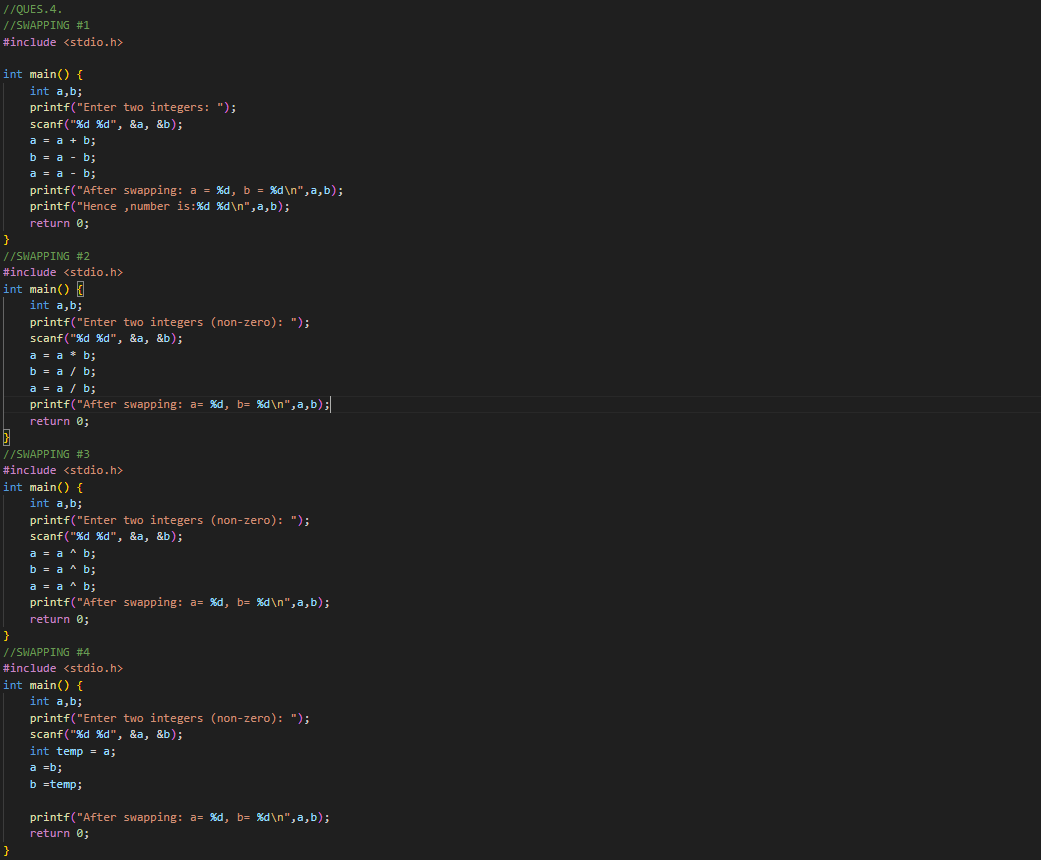 //QUES.4.
//SWAPPING #1
#include <stdio.h>

int main() {
    int a,b;
    printf("Enter two integers: ");
    scanf("%d %d", &a, &b);
    a = a + b;
    b = a - b;
    a = a - b;
    printf("After swapping: a = %d, b = %d\n",a,b);
    printf("Hence ,number is:%d %d\n",a,b);
    return 0;
}
//SWAPPING #2
#include <stdio.h>
int main() {
    int a,b;
    printf("Enter two integers (non-zero): ");
    scanf("%d %d", &a, &b);
    a = a * b;
    b = a / b;
    a = a / b;
    printf("After swapping: a= %d, b= %d\n",a,b);
    return 0;
}
//SWAPPING #3
#include <stdio.h>
int main() {
    int a,b;
    printf("Enter two integers (non-zero): ");
    scanf("%d %d", &a, &b);
    a = a ^ b;
    b = a ^ b;
    a = a ^ b;
    printf("After swapping: a= %d, b= %d\n",a,b);
    return 0;
}
//SWAPPING #4
#include <stdio.h>
int main() {
    int a,b;
    printf("Enter two integers (non-zero): ");
    scanf("%d %d", &a, &b);
    int temp = a;
    a =b;
    b =temp;

    printf("After swapping: a= %d, b= %d\n",a,b);
    return 0;
}